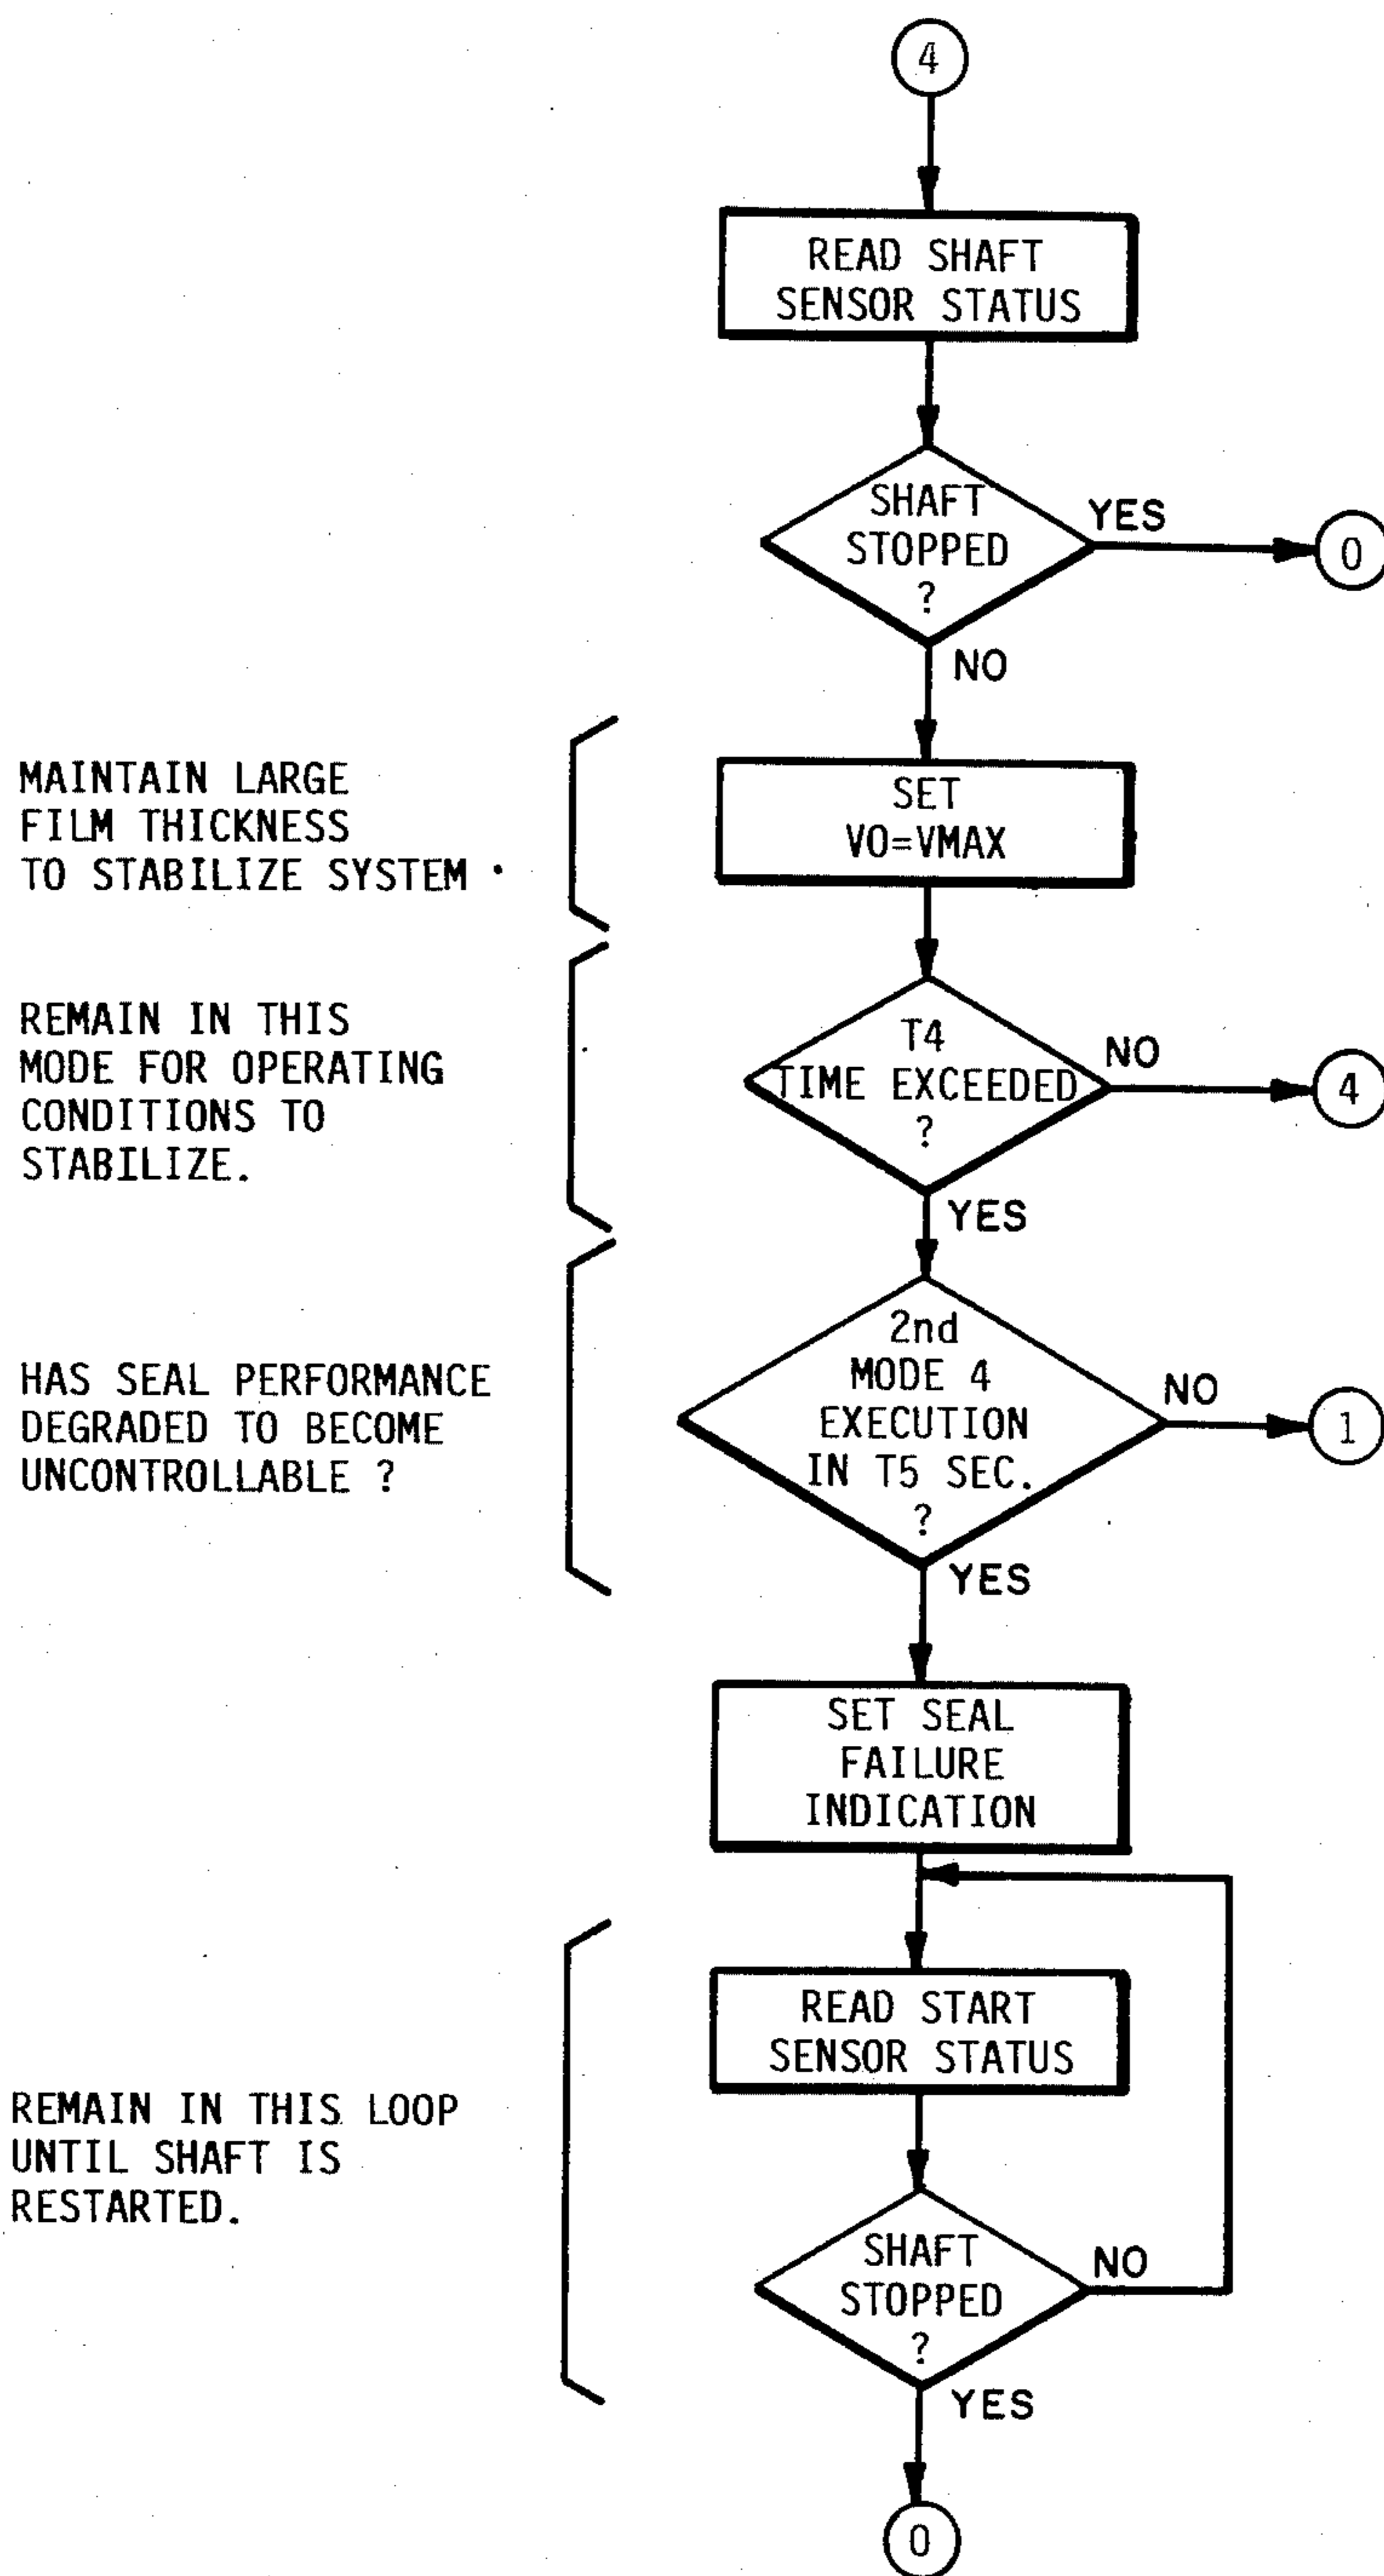 4
READ SHAFT
SENSOR STATUS
SHAFT
STOPPED
?
YES
0
NO
MAINTAIN LARGE
FILM THICKNESS
TO STABILIZE SYSTEM
SET
VO=VMAX
REMAIN IN THIS
MODE FOR OPERATING
CONDITIONS TO
STABILIZE.
T4
TIME EXCEEDED
?
NO
4
YES
HAS SEAL PERFORMANCE
DEGRADED TO BECOME
UNCONTROLLABLE ?
2nd
MODE 4
EXECUTION
IN T5 SEC.
?
NO
1
YES
SET SEAL
FAILURE
INDICATION
REMAIN IN THIS LOOP
UNTIL SHAFT IS
RESTARTED.
READ START
SENSOR STATUS
SHAFT
STOPPED
?
NO
YES
0